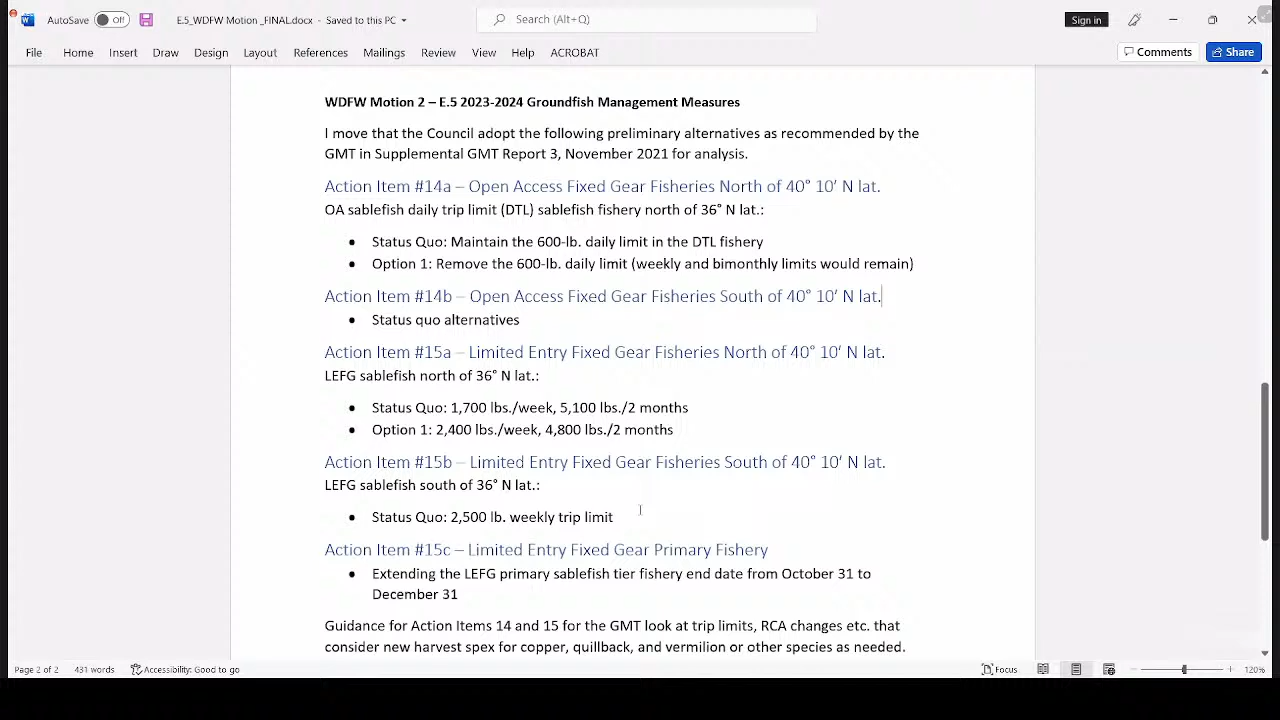 AutoSave Off E.5_WDFW Motion _FINAL.docx • Saved to this PC Search (Alt+Q) Sign in
File Home Insert Draw Design Layout References Mailings Review View Help ACROBAT Comments Share
WDFW Motion 2 – E.5 2023-2024 Groundfish Management Measures
I move that the Council adopt the following preliminary alternatives as recommended by the
GMT in Supplemental GMT Report 3, November 2021 for analysis.
Action Item #14a – Open Access Fixed Gear Fisheries North of 40° 10′ N lat.
OA sablefish daily trip limit (DTL) sablefish fishery north of 36° N lat.:
• Status Quo: Maintain the 600-lb. daily limit in the DTL fishery
• Option 1: Remove the 600-lb. daily limit (weekly and bimonthly limits would remain)
Action Item #14b – Open Access Fixed Gear Fisheries South of 40° 10′ N lat.
• Status quo alternatives
Action Item #15a – Limited Entry Fixed Gear Fisheries North of 40° 10′ N lat.
LEFG sablefish north of 36° N lat.:
• Status Quo: 1,700 lbs./week, 5,100 lbs./2 months
• Option 1: 2,400 lbs./week, 4,800 lbs./2 months
Action Item #15b – Limited Entry Fixed Gear Fisheries South of 40° 10′ N lat.
LEFG sablefish south of 36° N lat.:
• Status Quo: 2,500 lb. weekly trip limit
Action Item #15c – Limited Entry Fixed Gear Primary Fishery
• Extending the LEFG primary sablefish tier fishery end date from October 31 to
December 31
Guidance for Action Items 14 and 15 for the GMT look at trip limits, RCA changes etc. that
consider new harvest spex for copper, quillback, and vermilion or other species as needed.
Page 2 of 2 431 words Accessibility: Good to go Focus 120%